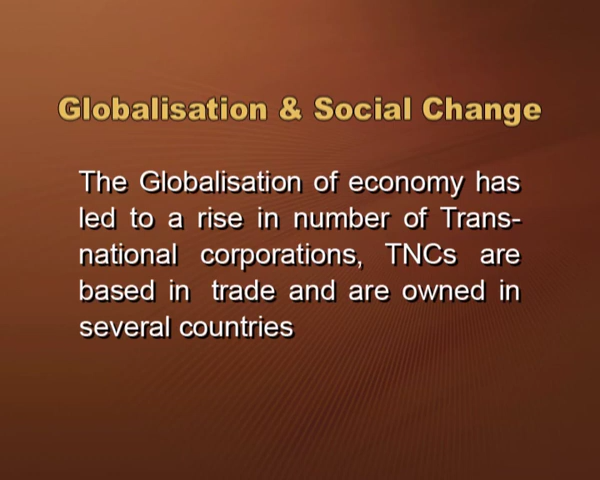 Globalisation & Social Change
The Globalisation of economy has
led to a rise in number of Trans-
national corporations, TNCs are
based in trade and are owned in
several countries